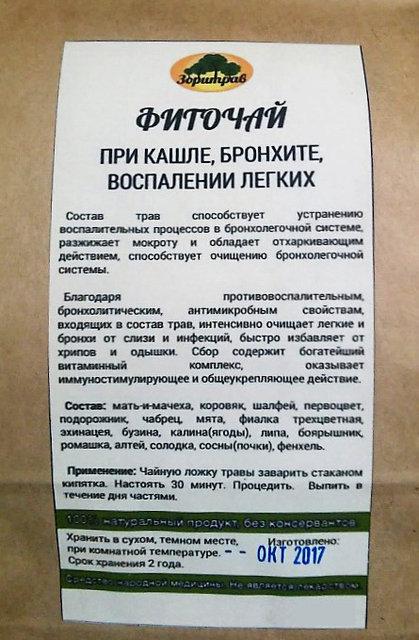 Зоритрав
ФИТОЧАЙ
ПРИ КАШЛЕ, БРОНХИТЕ,
ВОСПАЛЕНИИ ЛЕГКИХ
Состав трав способствует устранению
воспалительных процессов в бронхолегочной системе,
разжижает мокроту и обладает отхаркивающим
действием, способствует очищению бронхолегочной
системы.
Благодаря противовоспалительным,
бронхолитическим, антимикробным свойствам,
входящих в состав трав, интенсивно очищает легкие и
бронхи от слизи и инфекций, быстро избавляет от
хрипов и одышки. Сбор содержит богатейший
витаминный комплекс, оказывает
иммуностимулирующее и общеукрепляющее действие.
Состав: мать-и-мачеха, коровяк, шалфей, первоцвет,
подорожник, чабрец, мята, фиалка трехцветная,
эхинацея, бузина, калина(ягоды), липа, боярышник,
ромашка, алтей, солодка, сосны(почки), фенхель.
Применение: Чайную ложку травы заварить стаканом
кипятка. Настоять 30 минут. Процедить. Выпить в
течение дня частями.
100% натуральный продукт, без консервантов
Хранить в сухом, темном месте, Изготовлено:
при комнатной температуре. -- ОКТ 2017
Срок хранения 2 года.
Средство народной медицины. Не является лекарством.